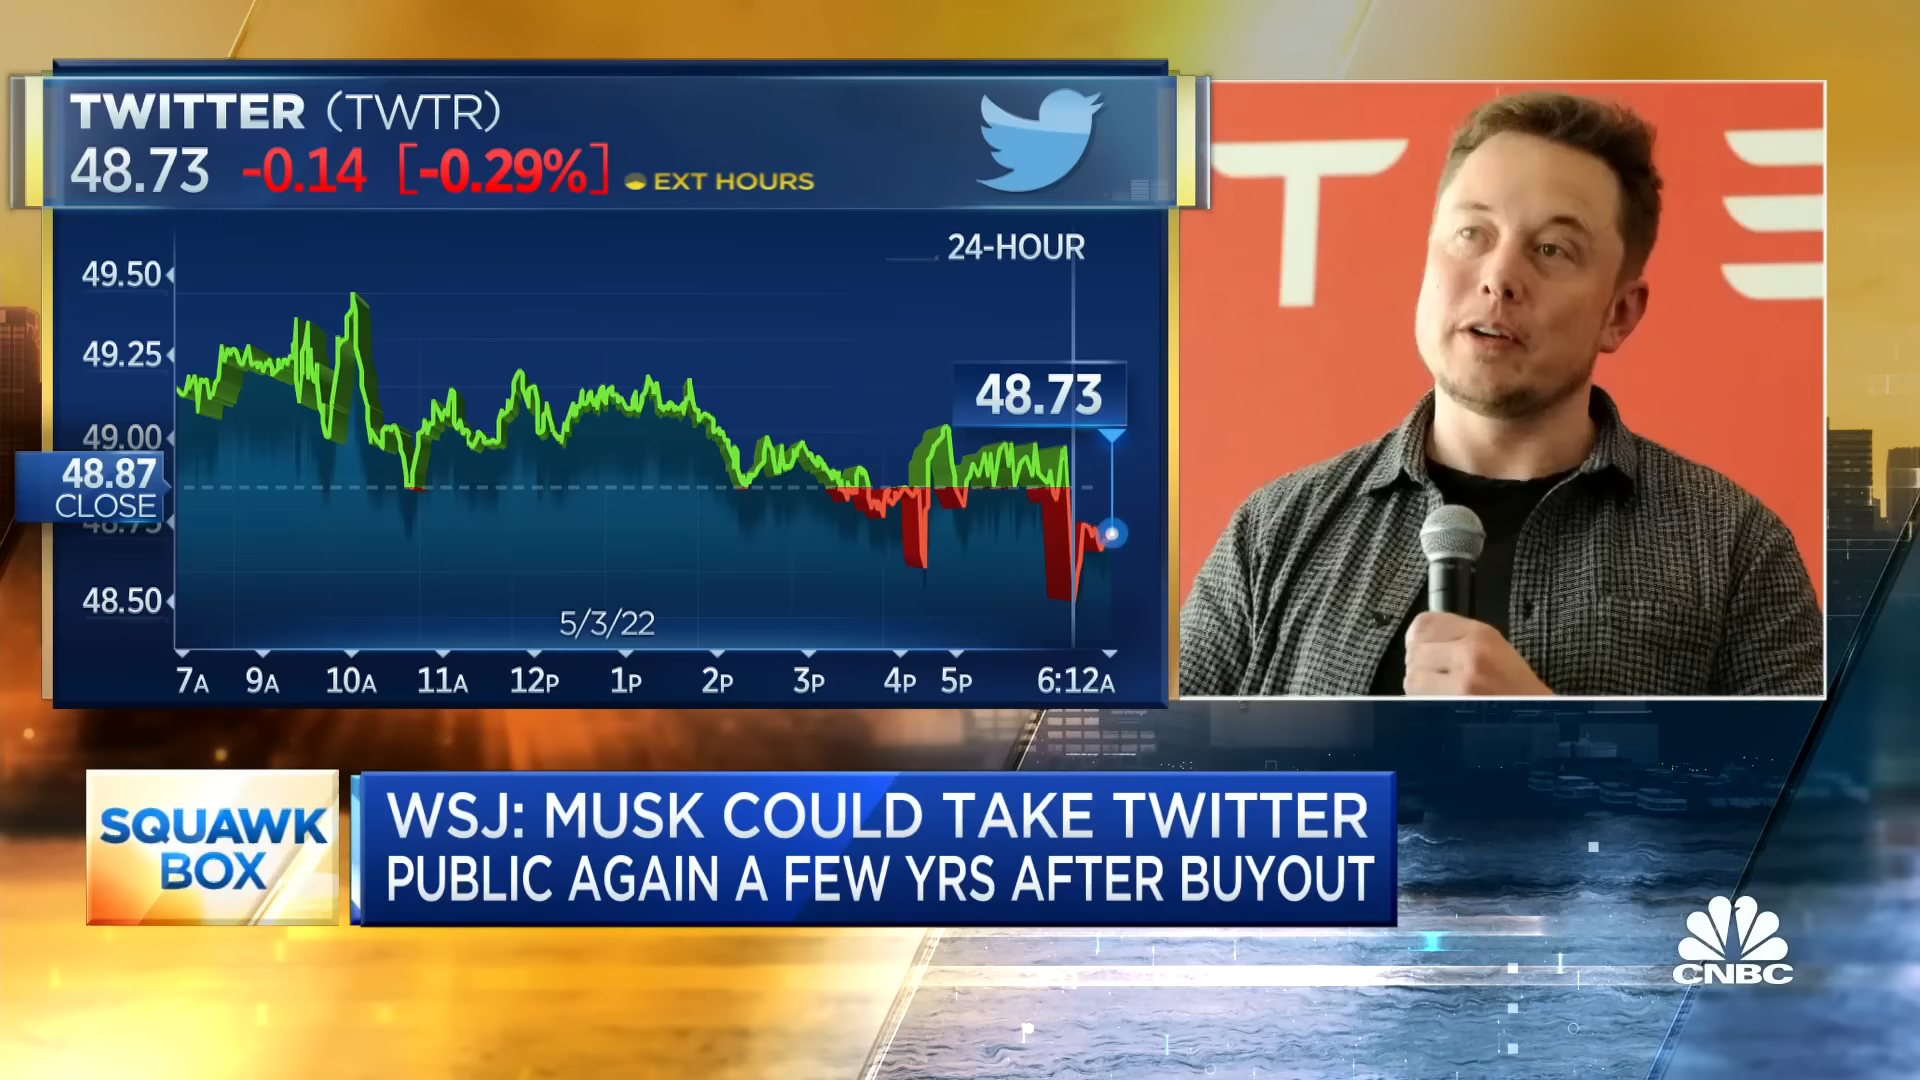 TWITTER (TWTR)
48.73 -0.14 [-0.29%] EXT HOURS
24-HOUR
49.50
49.25
49.00
48.87
CLOSE
48.75
48.50
48.73
5/3/22
7A 9A 10A 11A 12P 1P 2P 3P 4P 5P 6:12A
T E
SQUAWK
BOX
WSJ: MUSK COULD TAKE TWITTER
PUBLIC AGAIN A FEW YRS AFTER BUYOUT
CNBC